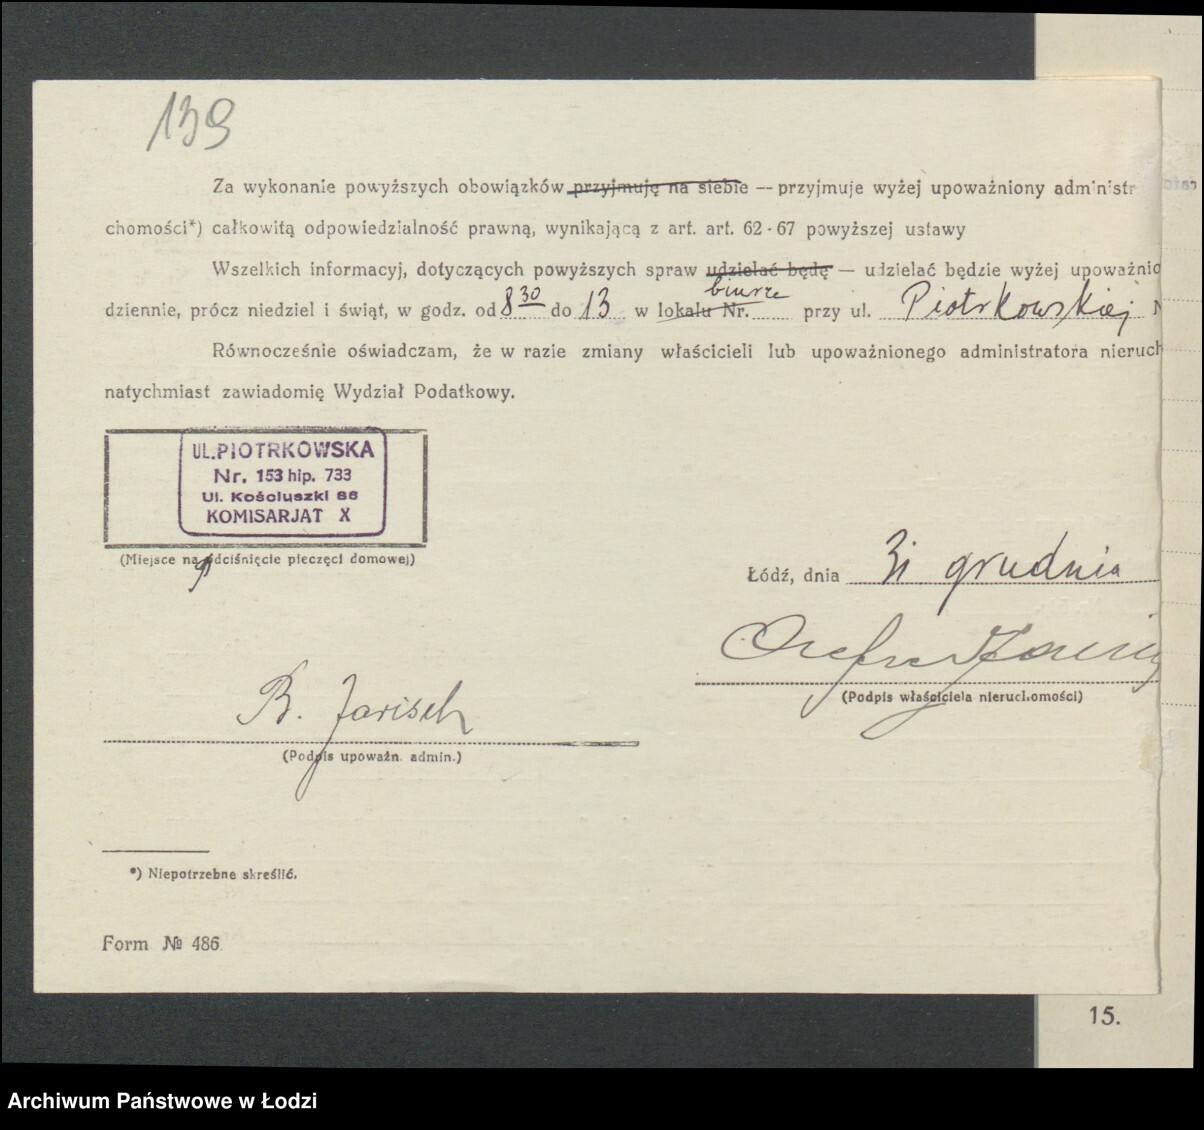 139
Za wykonanie powyższych obowiązków przyjmuję na siebie — przyjmuje wyżej upoważniony administr
chomości*) całkowitą odpowiedzialność prawną, wynikającą z art. art. 62 - 67 powyższej ustawy
Wszelkich informacyj, dotyczących powyższych spraw udzielać będę — udzielać będzie wyżej upoważnio
biurze
dziennie, prócz niedziel i świąt, w godz. od 8 30 do 13 w lokalu Nr. przy ul. Piotrkowskiej N
Równocześnie oświadczam, że w razie zmiany właścicieli lub upoważnionego administratora nieruch
natychmiast zawiadomię Wydział Podatkowy.
UL. PIOTRKOWSKA
Nr. 153 hip. 733
Ul. Kościuszki 86
KOMISARJAT X
(Miejsce na odciśnięcie pieczęci domowej)
Łódź, dnia 31 grudnia
(Podpis właściciela nieruchomości)
B. Jarisch
(Podpis upoważn. admin.)
*) Niepotrzebne skreślić.
Form № 486.
15.
Archiwum Państwowe w Łodzi